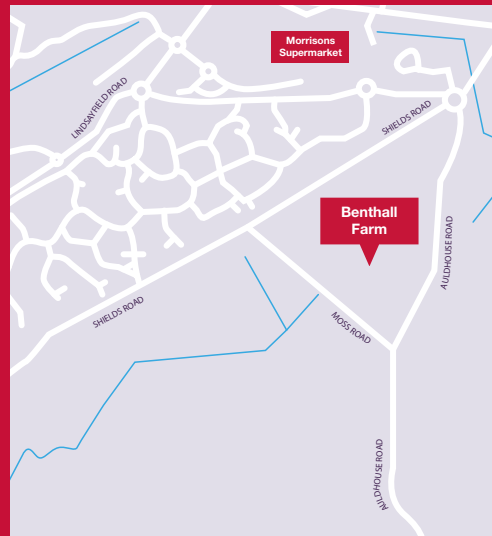 Morrisons
Supermarket
LINDSAYFIELD ROAD
SHIELDS ROAD
Benthall
Farm
AULDHOUSE ROAD
SHIELDS ROAD
MOSS ROAD
AULDHOUSE ROAD